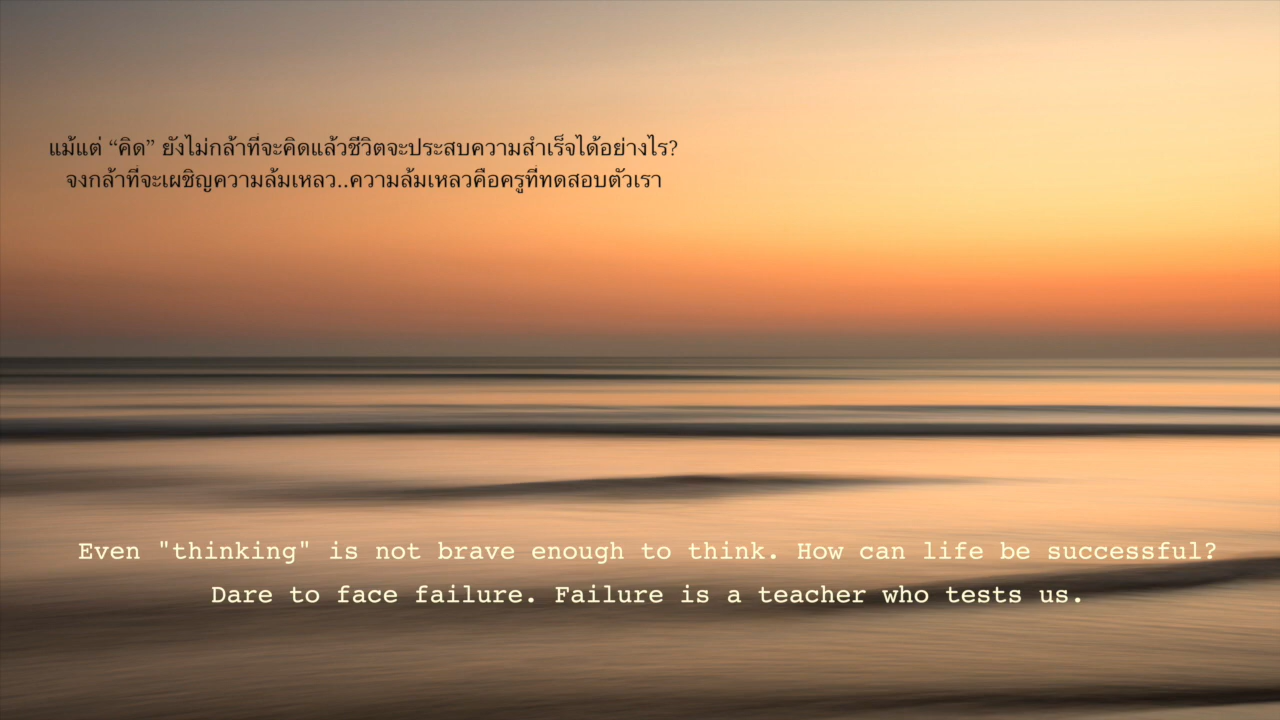 แม้แต่ “คิด” ยังไม่กล้าที่จะคิดแล้วชีวิตจะประสบความสำเร็จได้อย่างไร?
จงกล้าที่จะเผชิญความล้มเหลว..ความล้มเหลวคือครูที่ทดสอบตัวเรา
Even "thinking" is not brave enough to think. How can life be successful?
Dare to face failure. Failure is a teacher who tests us.